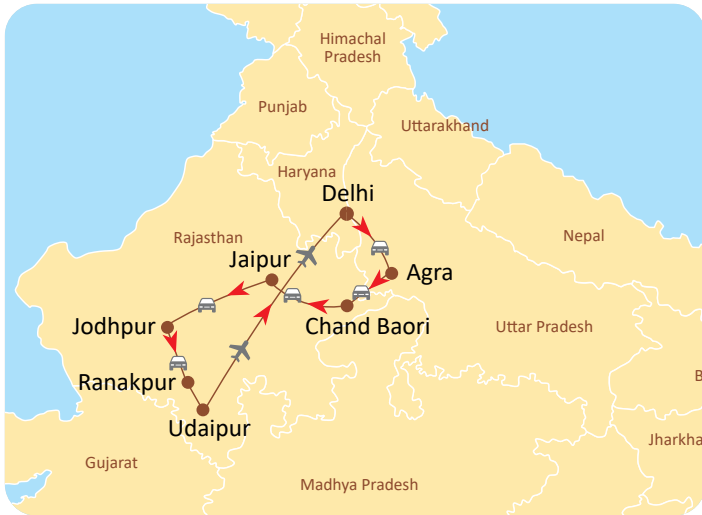 Himachal
Pradesh
Punjab
Uttarakhand
Haryana
Delhi
Nepal
Rajasthan
Jaipur
Agra
Jodhpur
Chand Baori
Uttar Pradesh
Ranakpur
B
Udaipur
Jharkha
Gujarat
Madhya Pradesh